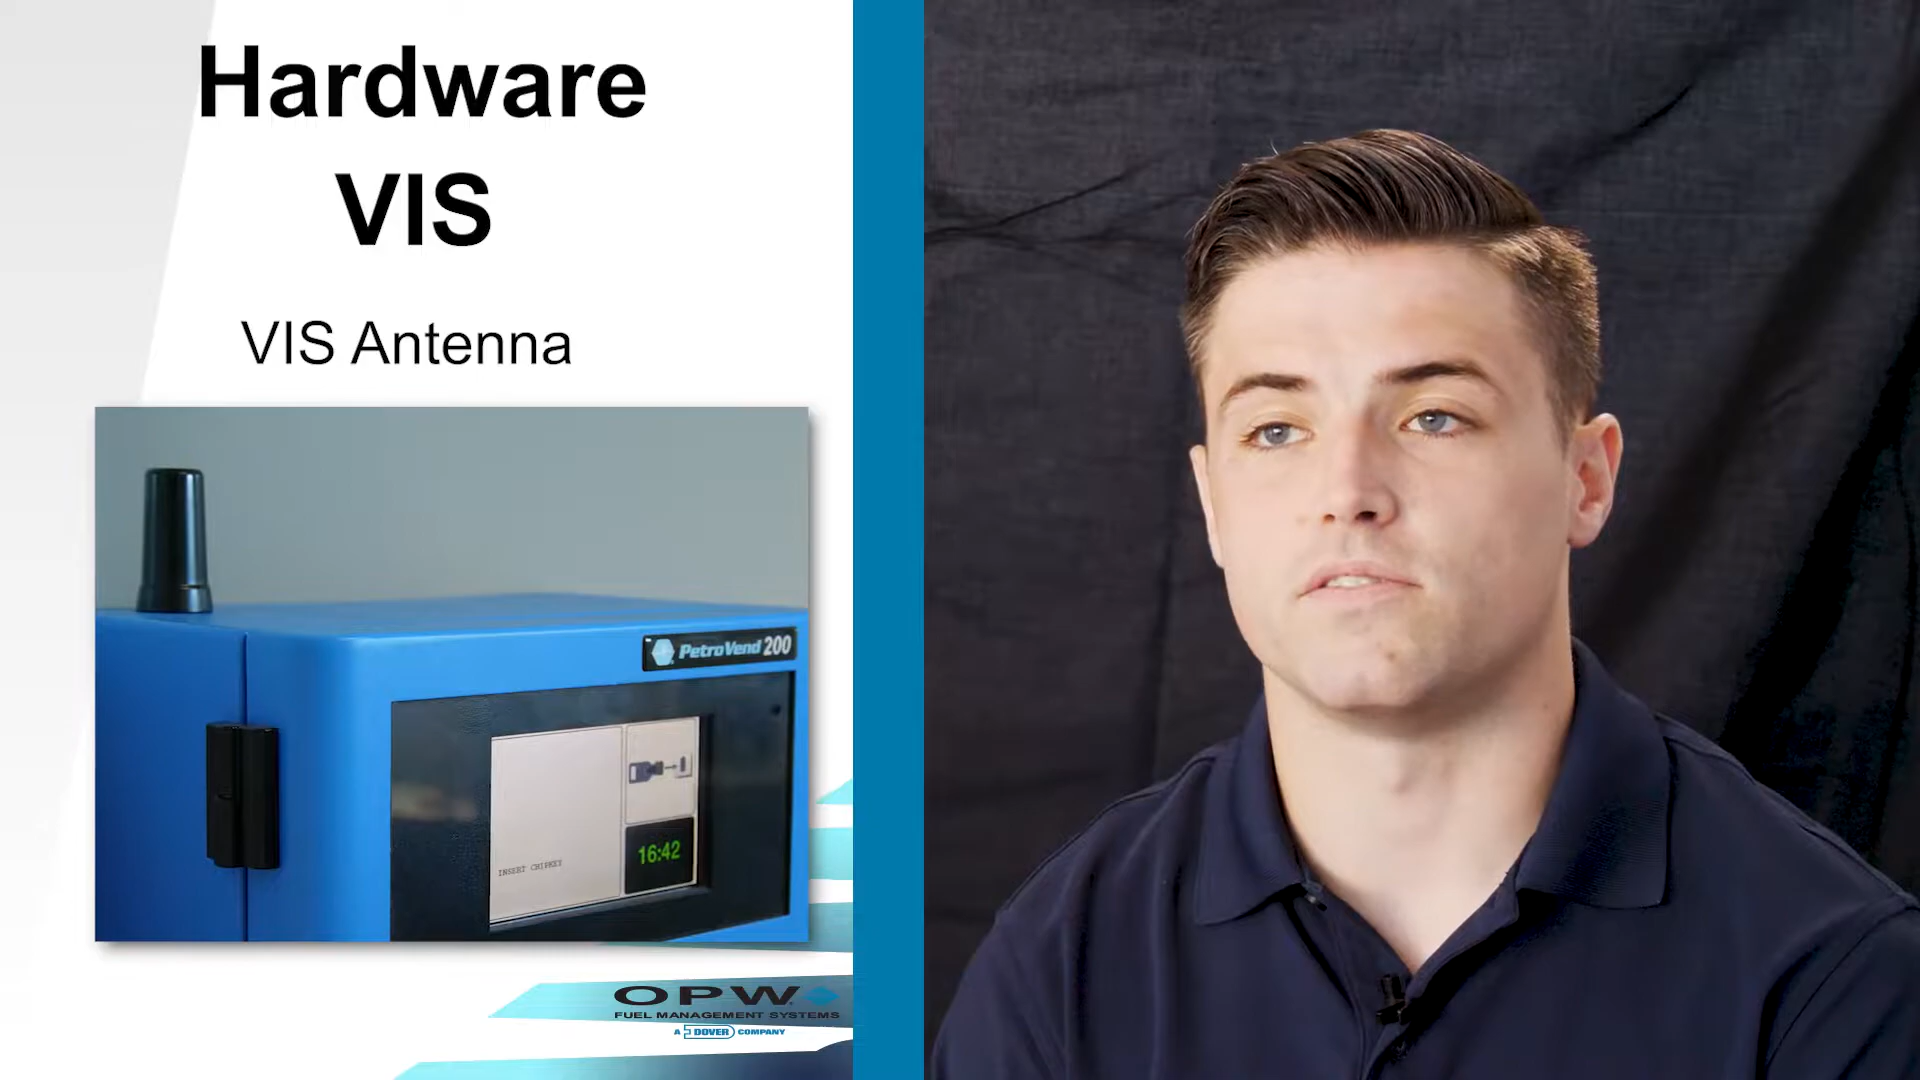 Hardware
VIS
VIS Antenna
PetroVend 200
INSERT CHIPKEY
16:42
OPW
FUEL MANAGEMENT SYSTEMS
A DOVER COMPANY